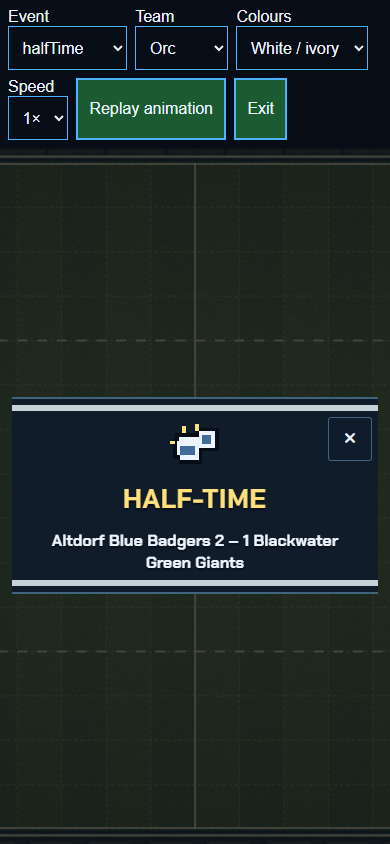 Event Team Colours
halfTime Orc White / ivory
Speed
1× Replay animation Exit
×
HALF-TIME
Altdorf Blue Badgers 2 – 1 Blackwater
Green Giants